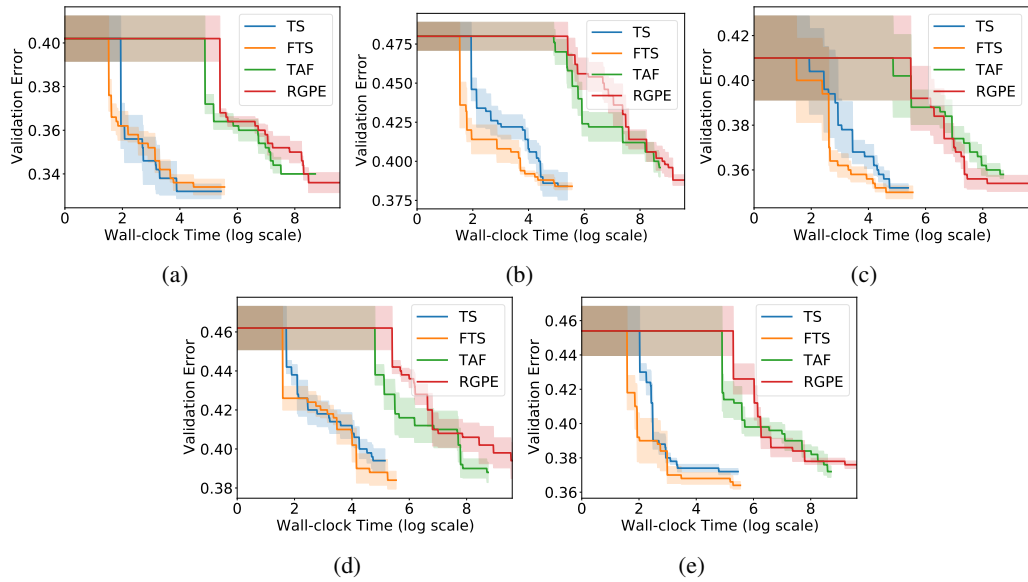 Validation Error
0.40
0.38
0.36
0.34
0 2 4 6 8
Wall-clock Time (log scale)
TS
FTS
TAF
RGPE
(a)
Validation Error
0.475
0.450
0.425
0.400
0.375
0 2 4 6 8
Wall-clock Time (log scale)
TS
FTS
TAF
RGPE
(b)
Validation Error
0.42
0.40
0.38
0.36
0 2 4 6 8
Wall-clock Time (log scale)
TS
FTS
TAF
RGPE
(c)
Validation Error
0.46
0.44
0.42
0.40
0.38
0 2 4 6 8
Wall-clock Time (log scale)
TS
FTS
TAF
RGPE
(d)
Validation Error
0.46
0.44
0.42
0.40
0.38
0.36
0 2 4 6 8
Wall-clock Time (log scale)
TS
FTS
TAF
RGPE
(e)